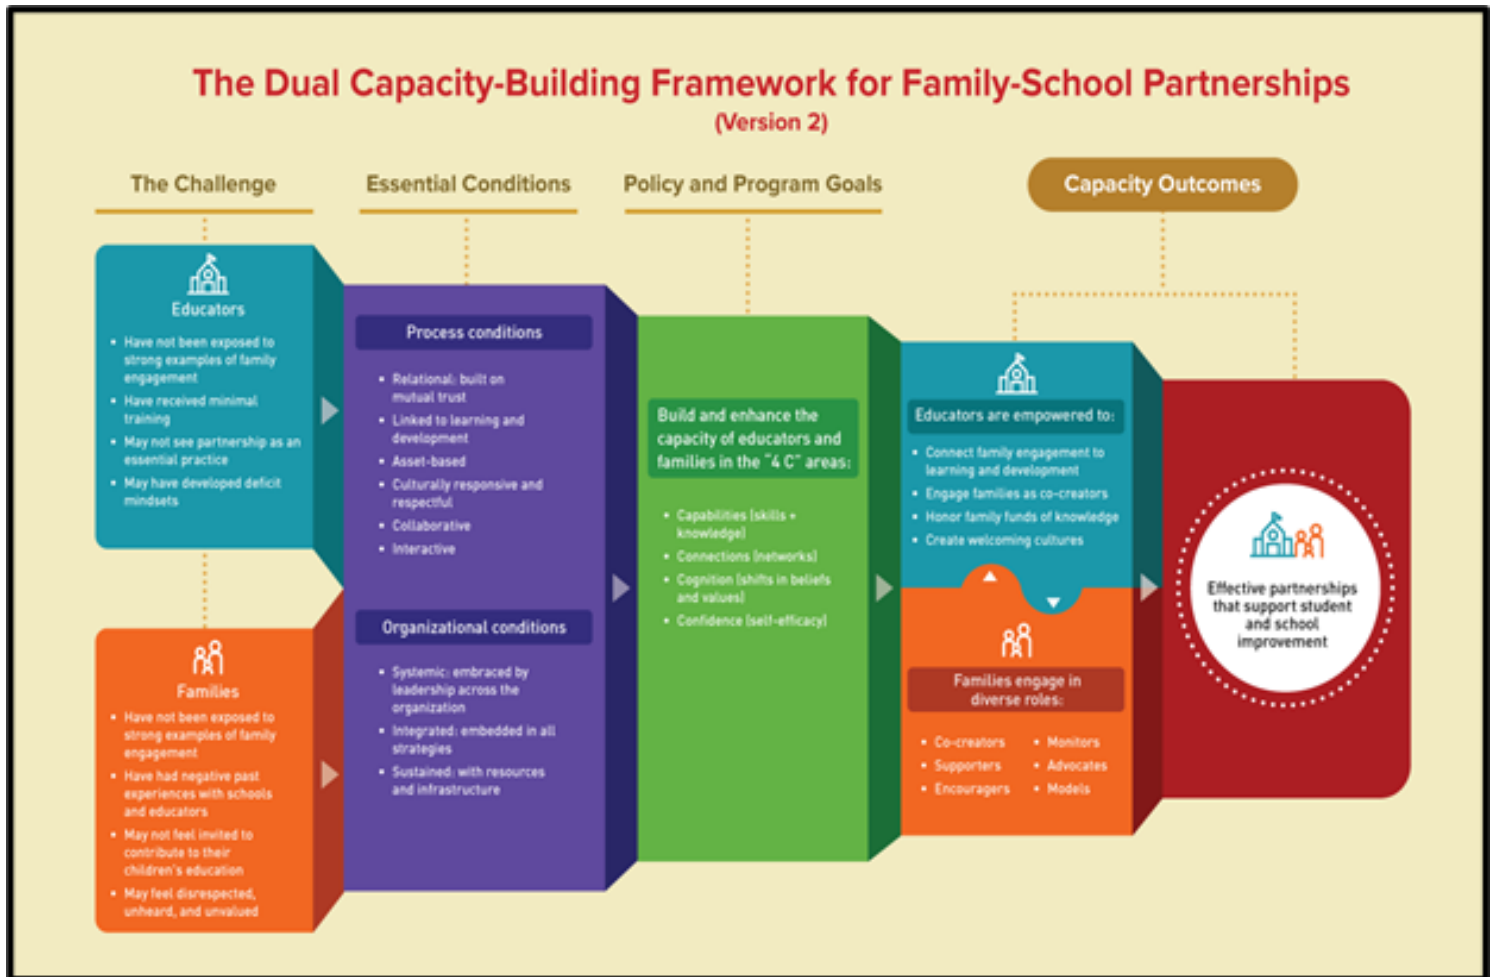 The Dual Capacity-Building Framework for Family-School Partnerships
(Version 2)
The Challenge
Educators
• Have not been exposed to
strong examples of family
engagement
• Have received minimal
training
• May not see partnership as an
essential practice
• May have developed deficit
mindsets
Families
• Have not been exposed to
strong examples of family
engagement
• Have had negative past
experiences with schools
and educators
• May not feel invited to
contribute to their
children's education
• May feel disrespected,
unheard, and unvalued
Essential Conditions
Process conditions
• Relational: built on
mutual trust
• Linked to learning and
development
• Asset-based
• Culturally responsive and
respectful
• Collaborative
• Interactive
Organizational conditions
• Systemic: embraced by
leadership across the
organization
• Integrated: embedded in all
strategies
• Sustained: with resources
and infrastructure
Policy and Program Goals
Build and enhance the
capacity of educators and
families in the "4 C" areas:
• Capabilities (skills +
knowledge)
• Connections (networks)
• Cognition (shifts in beliefs
and values)
• Confidence (self-efficacy)
Capacity Outcomes
Educators are empowered to:
• Connect family engagement to
learning and development
• Engage families as co-creators
• Honor family funds of knowledge
• Create welcoming cultures
Families engage in
diverse roles:
• Co-creators
• Supporters
• Encouragers
• Monitors
• Advocates
• Models
Effective partnerships
that support student
and school
improvement